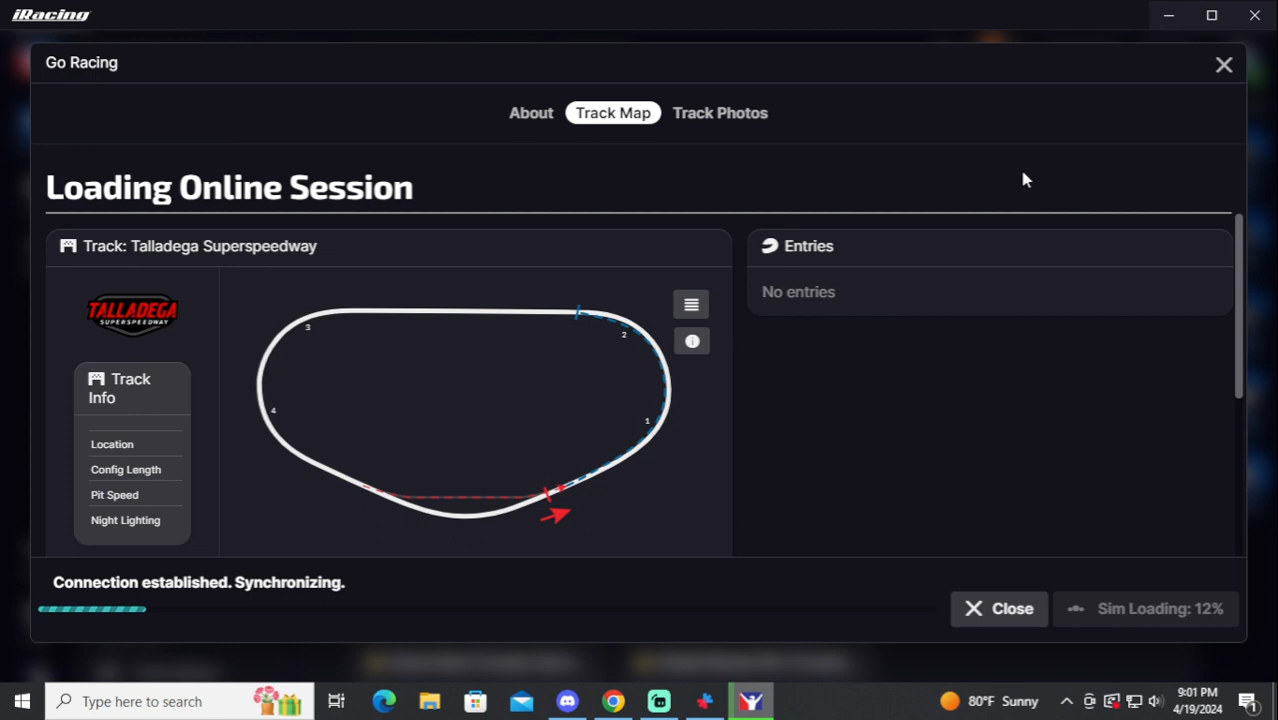 iRacing
Go Racing
About Track Map Track Photos
Loading Online Session
Track: Talladega Superspeedway
Entries
No entries
TALLADEGA
SUPERSPEEDWAY
Track
Info
Location
Config Length
Pit Speed
Night Lighting
3
2
4
1
Connection established. Synchronizing.
Close
Sim Loading: 12%
Type here to search
80°F Sunny
9:01 PM
4/19/2024
1